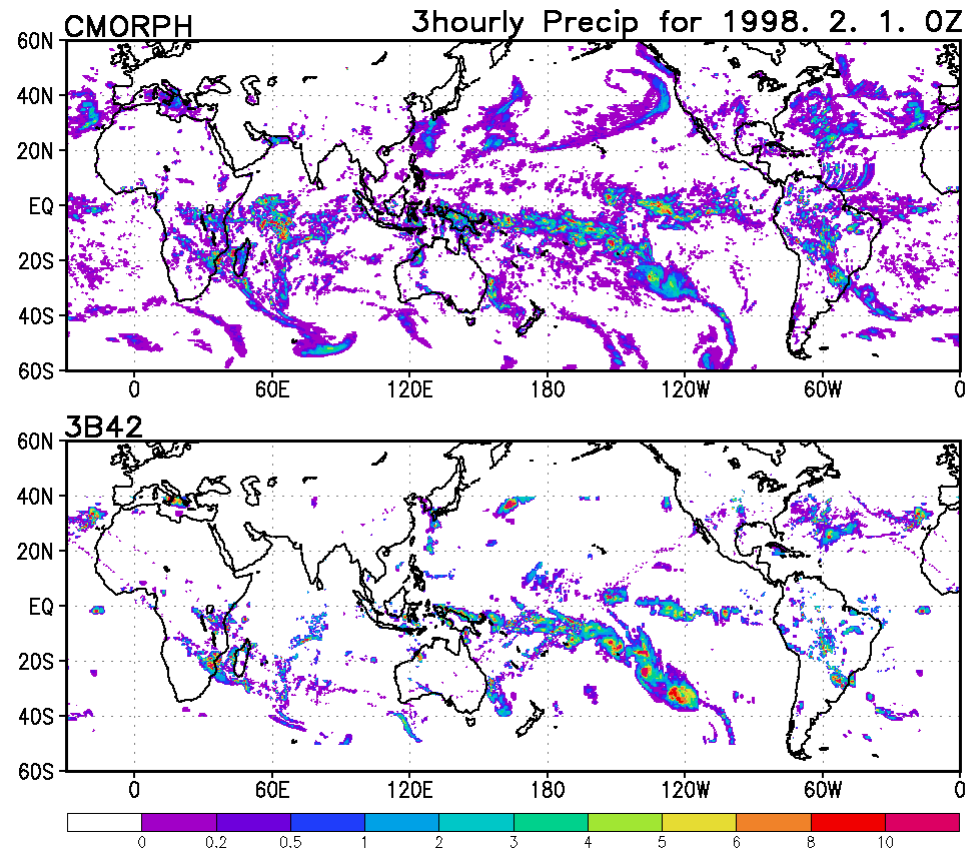 CMORPH 3hourly Precip for 1998. 2. 1. 0Z
60N
40N
20N
EQ
20S
40S
60S
0 60E 120E 180 120W 60W 0
3B42
60N
40N
20N
EQ
20S
40S
60S
0 60E 120E 180 120W 60W 0
0 0.2 0.5 1 2 3 4 5 6 8 10